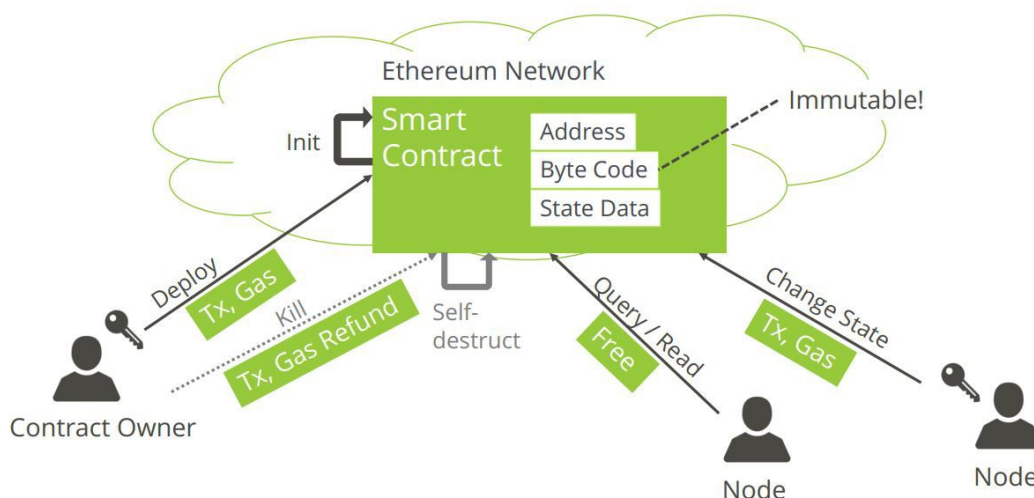 Ethereum Network
Immutable!
Init
Smart
Contract
Address
Byte Code
State Data
Deploy
Tx, Gas
Kill
Tx, Gas Refund
Self-
destruct
Query / Read
Free
Change State
Tx, Gas
Contract Owner
Node
Node